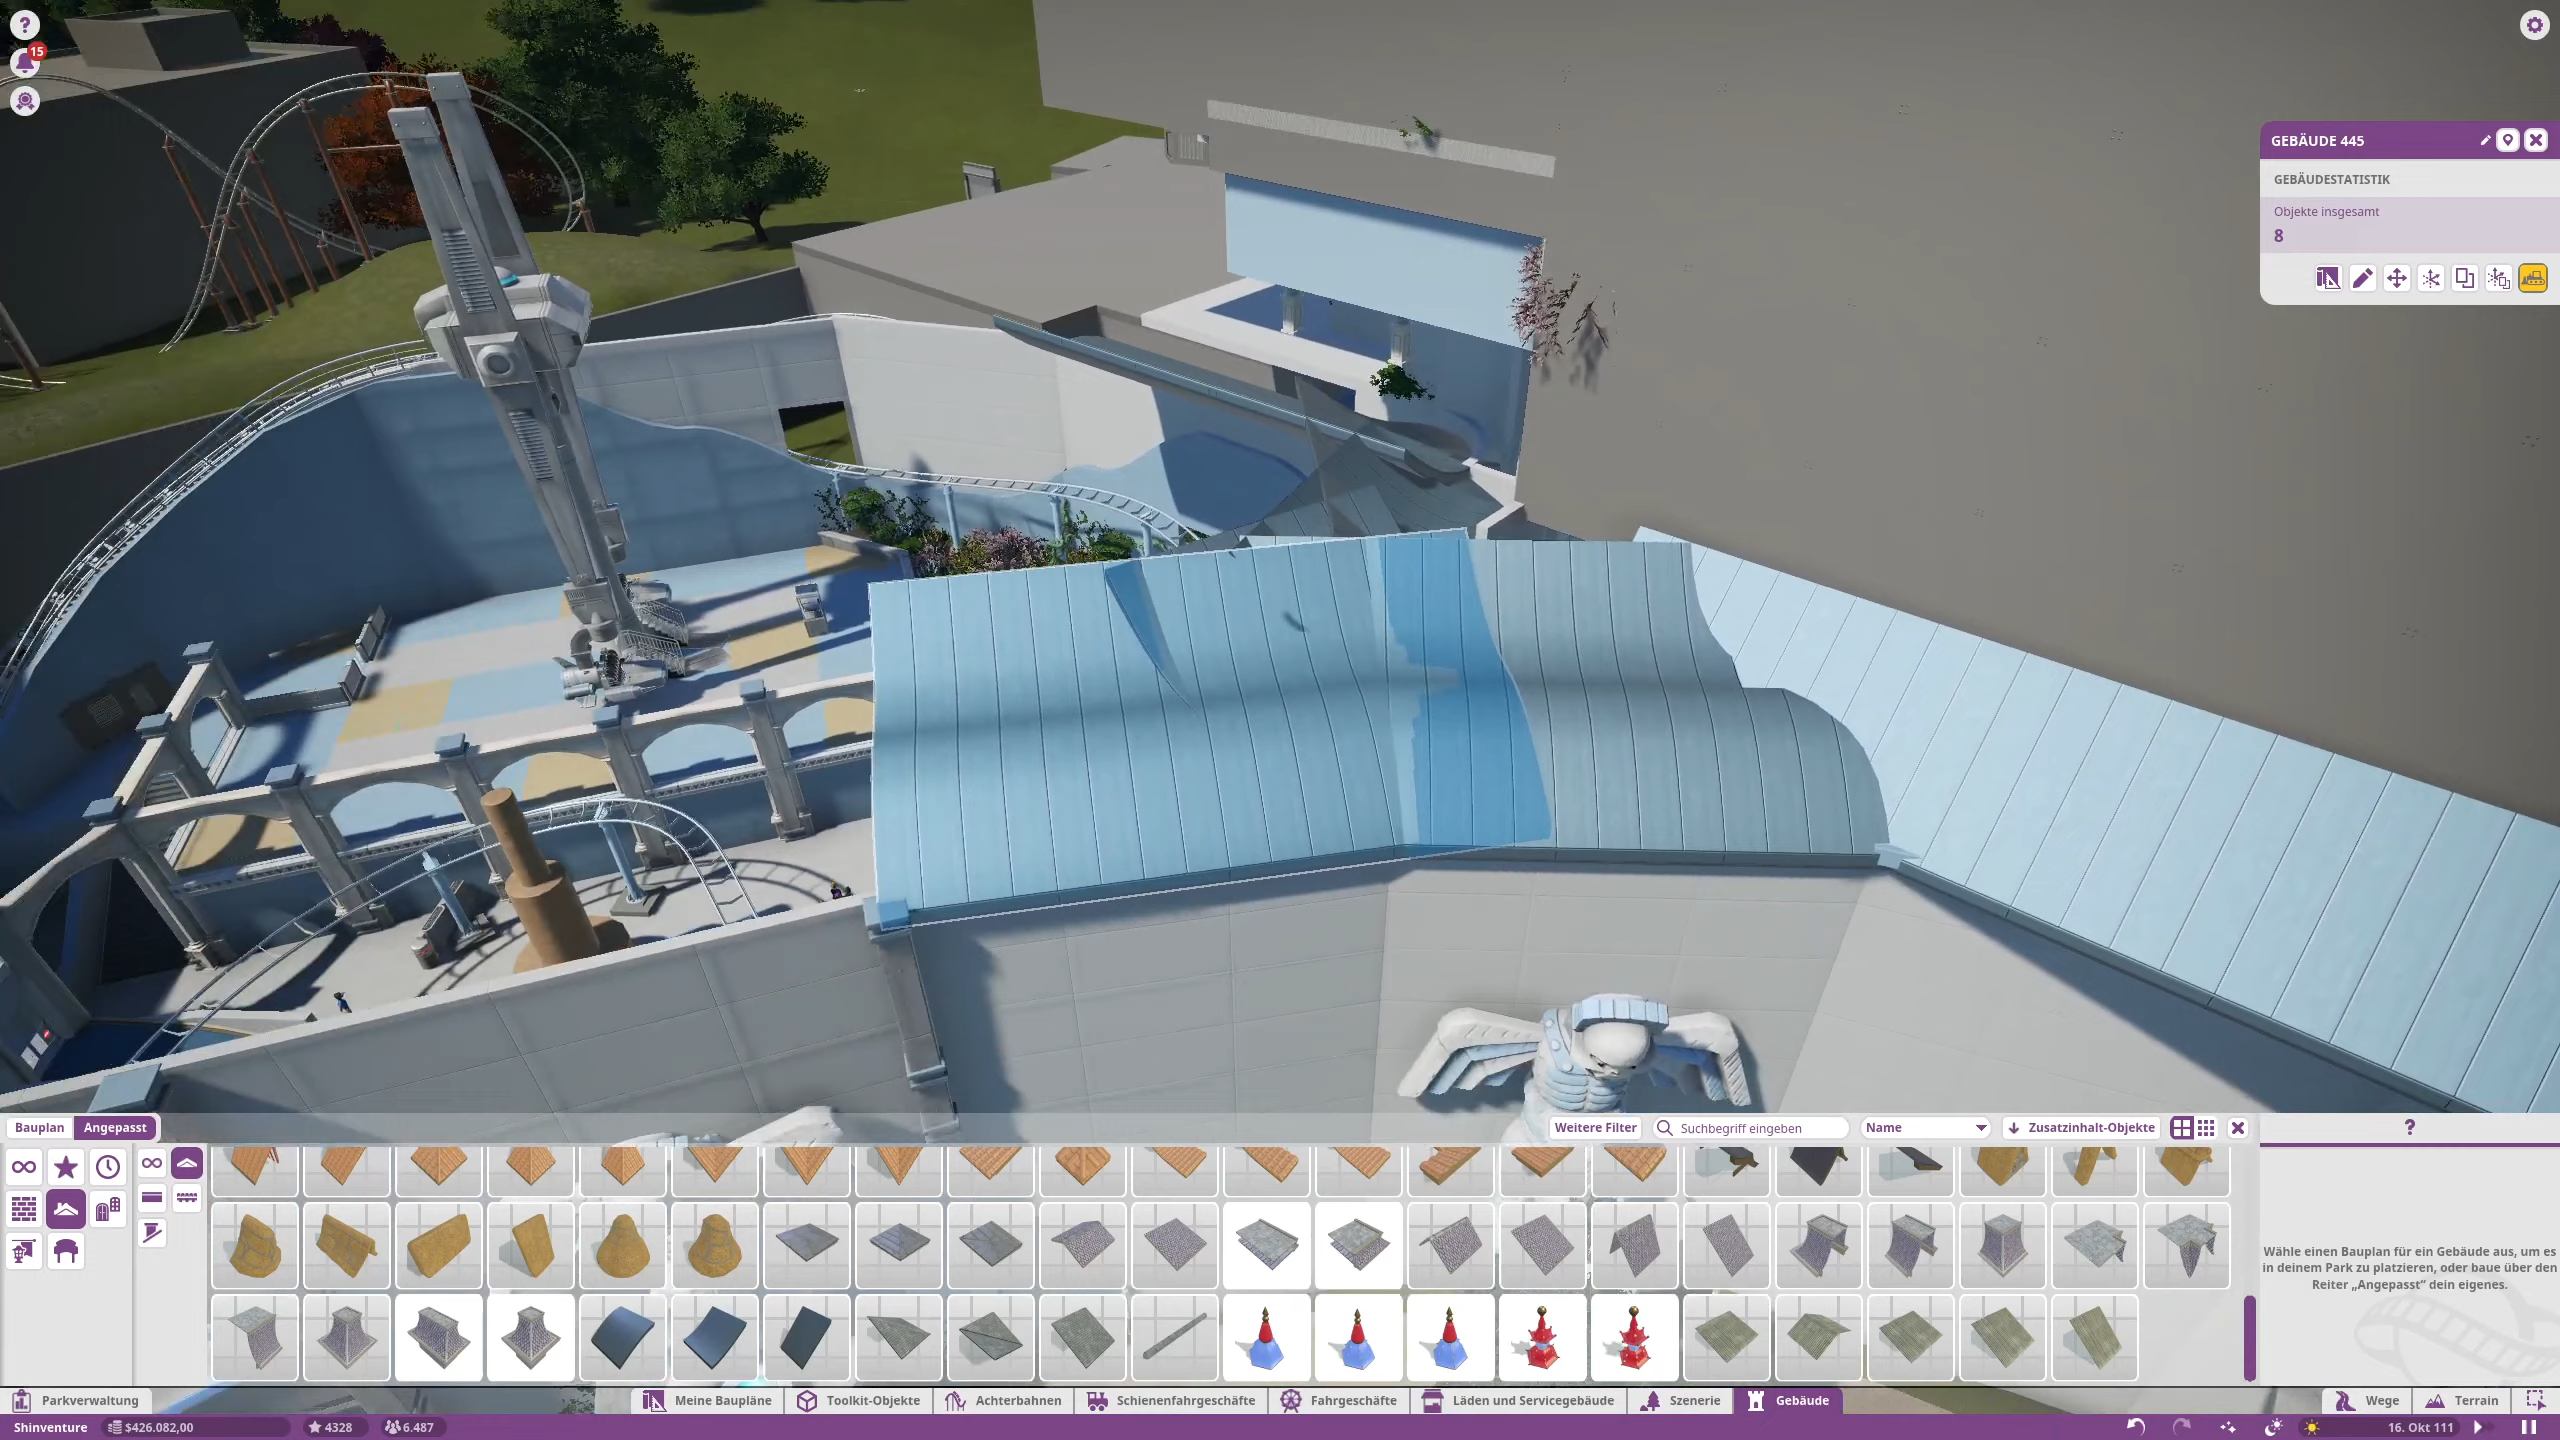 15
GEBÄUDE 445
GEBÄUDESTATISTIK
Objekte insgesamt
8
Bauplan
Angepasst
Weitere Filter
Suchbegriff eingeben
Name
Zusatzinhalt-Objekte
?
Wähle einen Bauplan für ein Gebäude aus, um es
in deinem Park zu platzieren, oder baue über den
Reiter „Angepasst“ dein eigenes.
Parkverwaltung
Meine Baupläne
Toolkit-Objekte
Achterbahnen
Schienenfahrgeschäfte
Fahrgeschäfte
Läden und Servicegebäude
Szenerie
Gebäude
Wege
Terrain
Shinventure
$426.082,00
4328
6.487
16. Okt 111